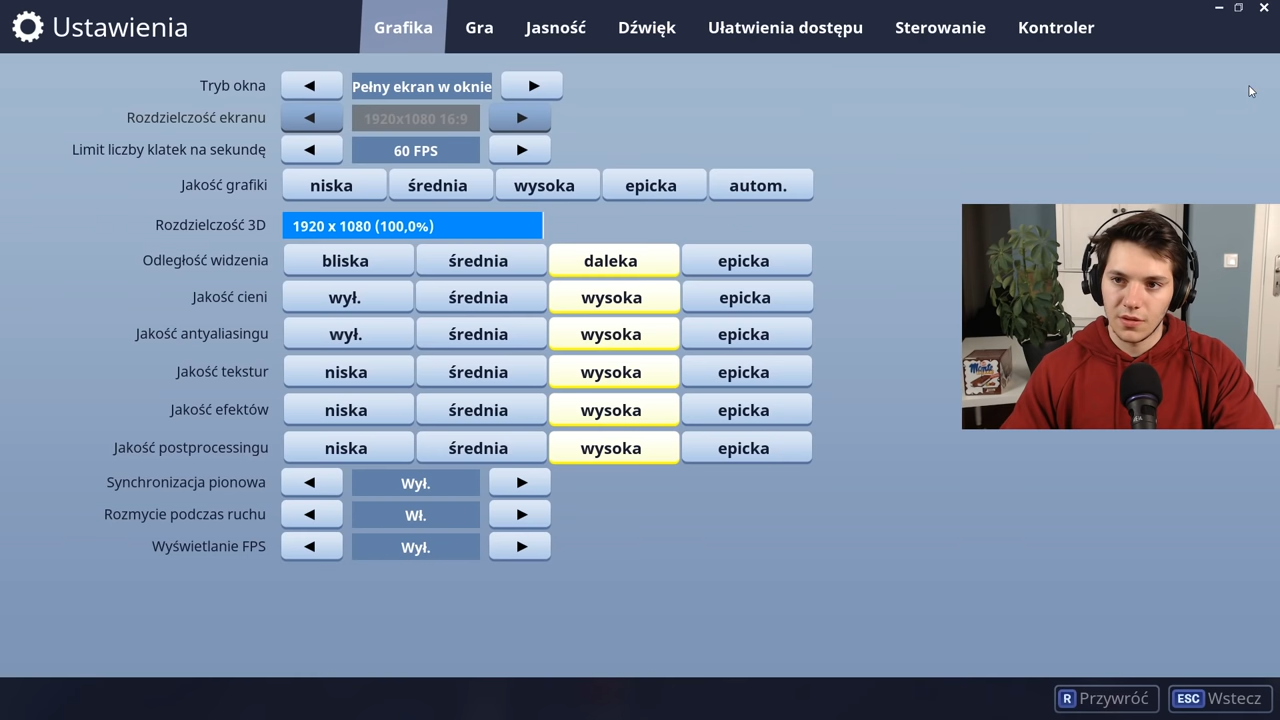 Ustawienia
Grafika Gra Jasność Dźwięk Ułatwienia dostępu Sterowanie Kontroler
Tryb okna Pełny ekran w oknie
Rozdzielczość ekranu 1920x1080 16:9
Limit liczby klatek na sekundę 60 FPS
Jakość grafiki niska średnia wysoka epicka autom.
Rozdzielczość 3D 1920 x 1080 (100,0%)
Odległość widzenia bliska średnia daleka epicka
Jakość cieni wył. średnia wysoka epicka
Jakość antyaliasingu wył. średnia wysoka epicka
Jakość tekstur niska średnia wysoka epicka
Jakość efektów niska średnia wysoka epicka
Jakość postprocessingu niska średnia wysoka epicka
Synchronizacja pionowa Wył.
Rozmycie podczas ruchu Wł.
Wyświetlanie FPS Wył.
Monte
R Przywróć ESC Wstecz